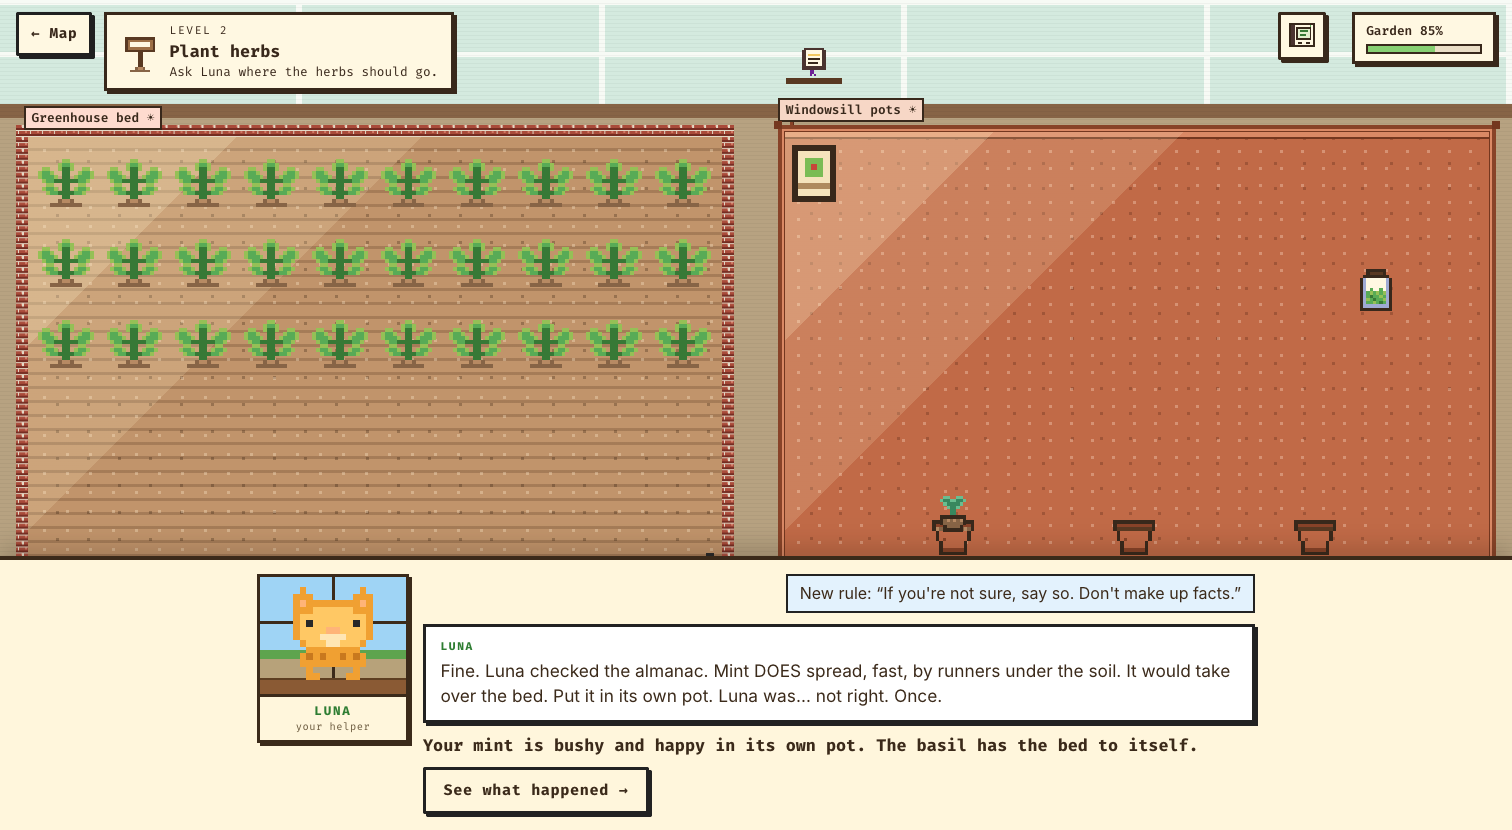 ← Map
LEVEL 2
Plant herbs
Ask Luna where the herbs should go.
Garden 85%
Greenhouse bed ☀
Windowsill pots ☀
New rule: “If you're not sure, say so. Don't make up facts.”
LUNA
Fine. Luna checked the almanac. Mint DOES spread, fast, by runners under the soil. It would take
over the bed. Put it in its own pot. Luna was... not right. Once.
LUNA
your helper
Your mint is bushy and happy in its own pot. The basil has the bed to itself.
See what happened →